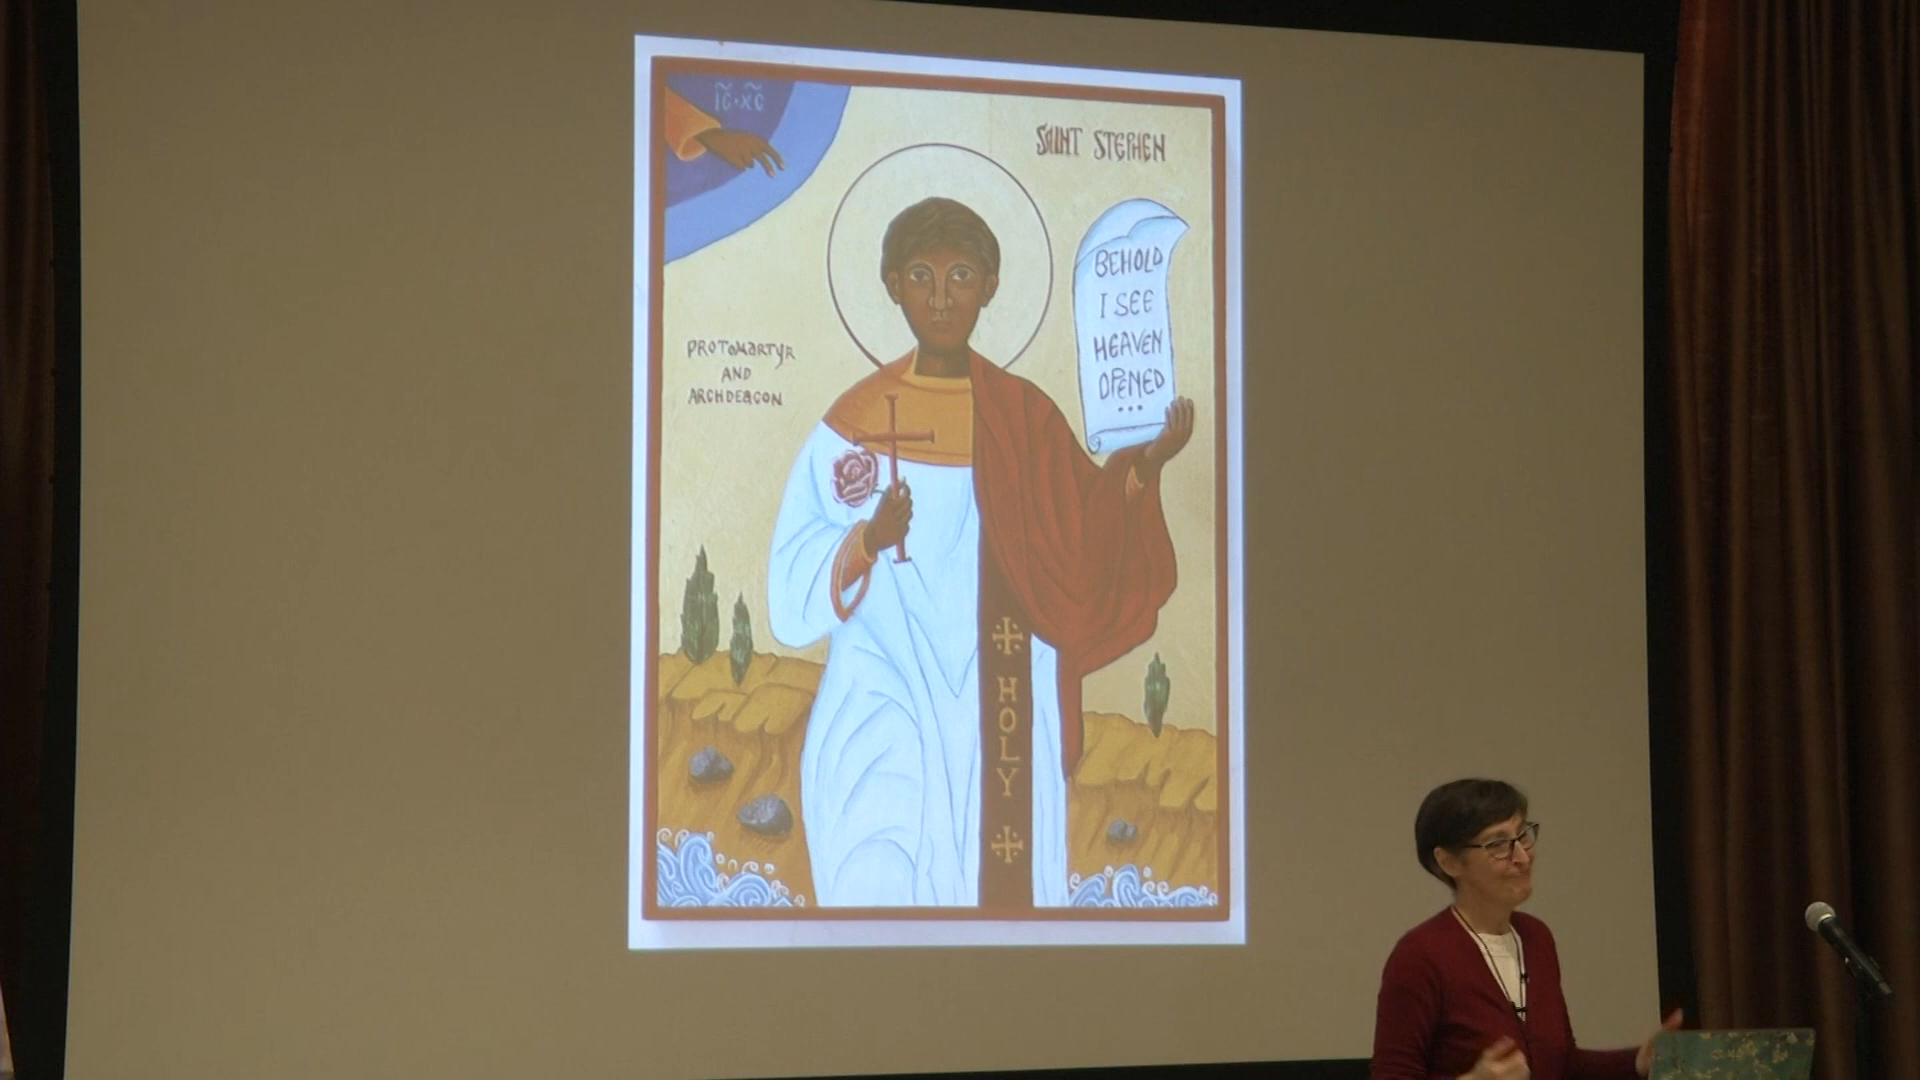 IC·XC
SAINT STEPHEN
BEHOLD
I SEE
HEAVEN
OPENED
...
PROTOMARTYR
AND
ARCHDEACON
HOLY